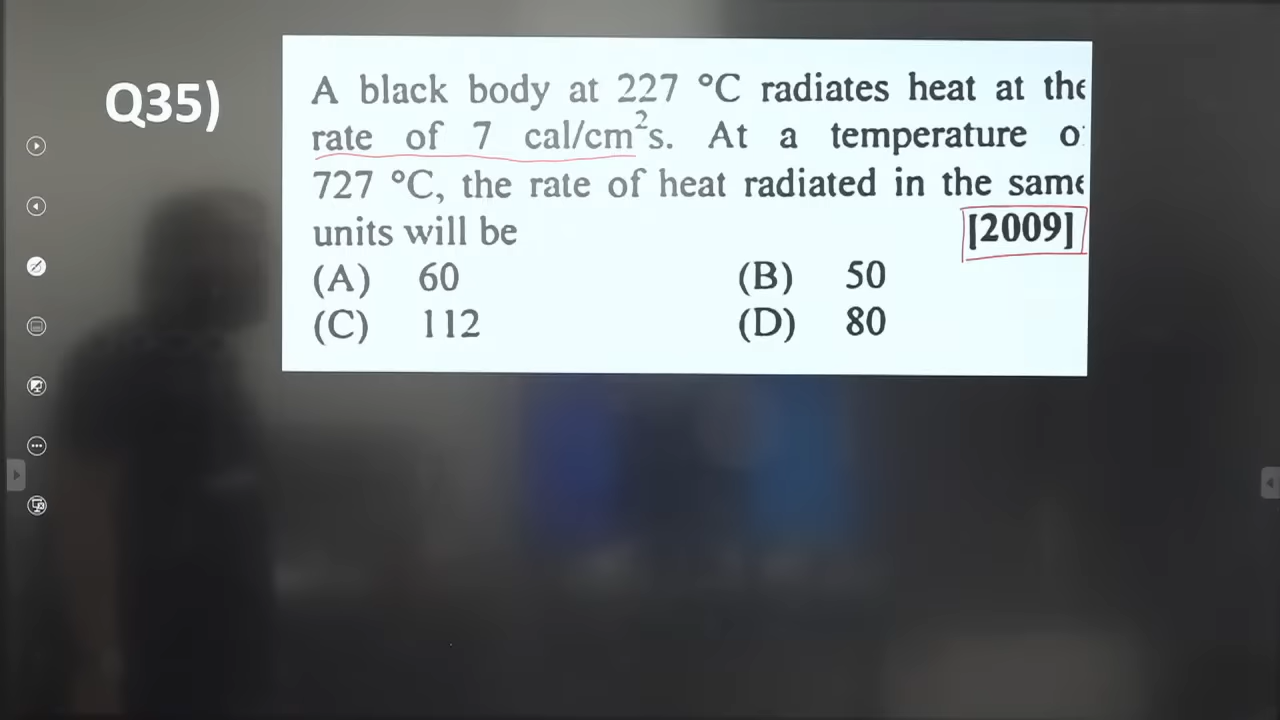 Q35)
A black body at 227 °C radiates heat at the
rate of 7 cal/cm²s. At a temperature
727 °C, the rate of heat radiated in the same
units will be [2009]
(A) 60 (B) 50
(C) 112 (D) 80